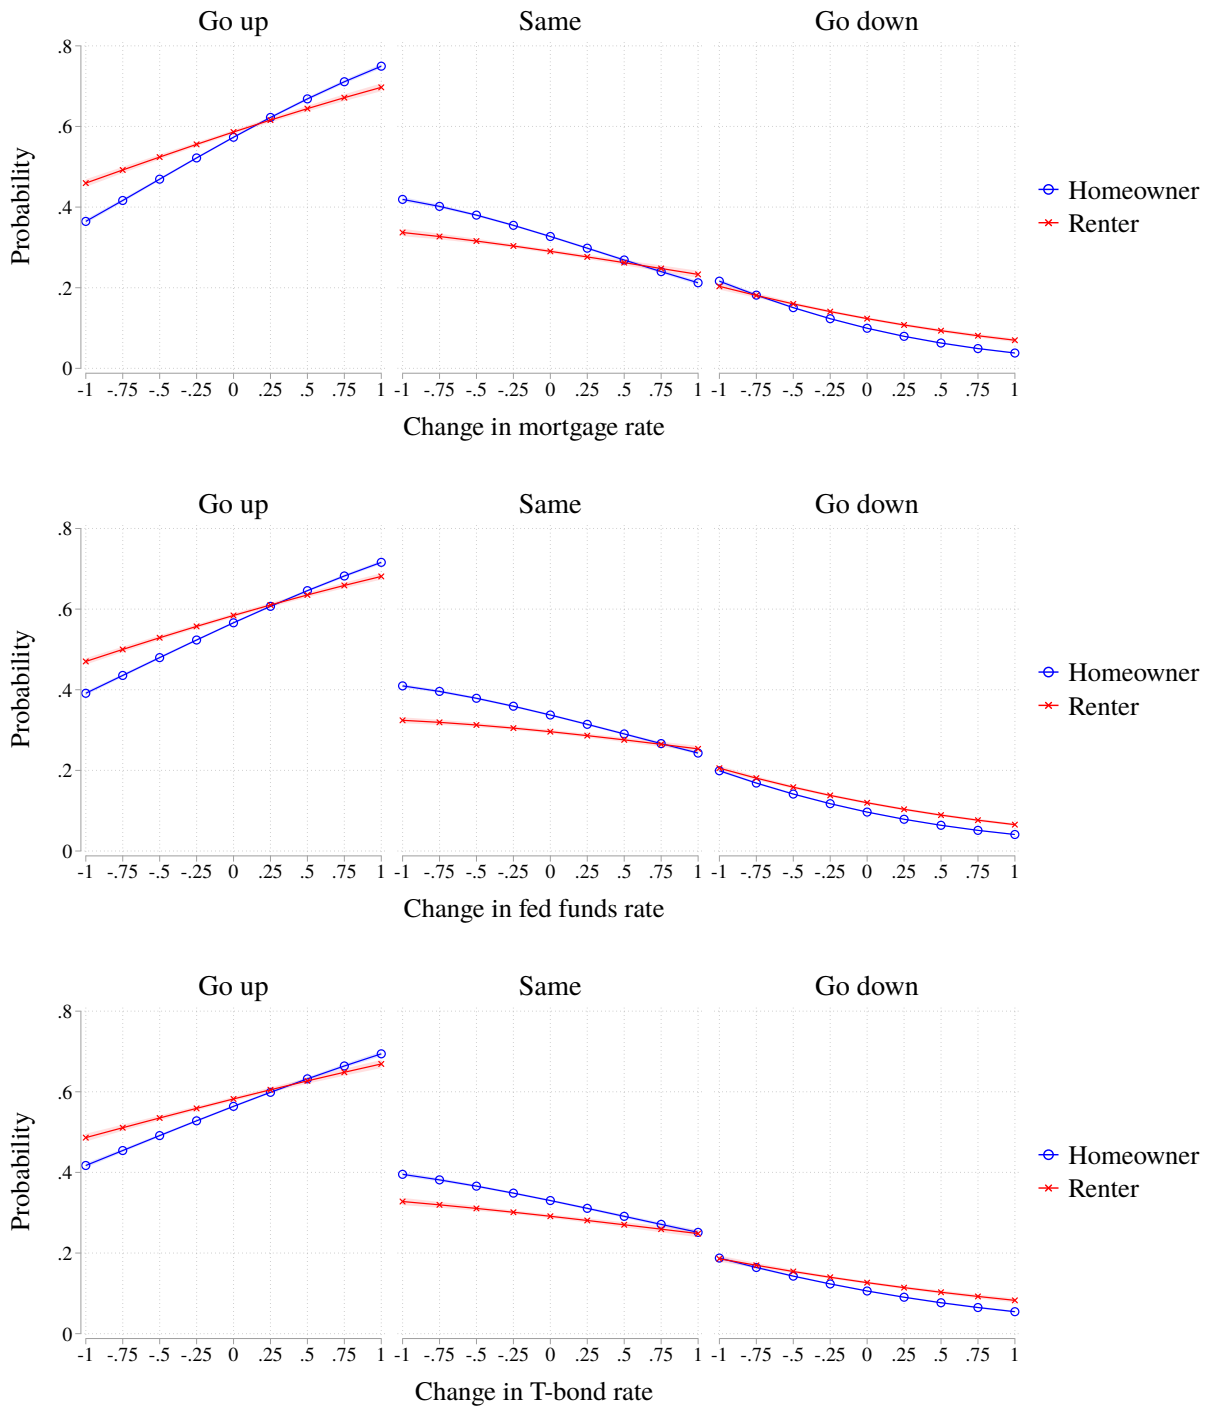 Go up Same Go down
Probability
.8
.6
.4
.2
0
-1 -.75 -.5 -.25 0 .25 .5 .75 1 -1 -.75 -.5 -.25 0 .25 .5 .75 1 -1 -.75 -.5 -.25 0 .25 .5 .75 1
Change in mortgage rate
Homeowner
Renter
Go up Same Go down
Probability
.8
.6
.4
.2
0
-1 -.75 -.5 -.25 0 .25 .5 .75 1 -1 -.75 -.5 -.25 0 .25 .5 .75 1 -1 -.75 -.5 -.25 0 .25 .5 .75 1
Change in fed funds rate
Homeowner
Renter
Go up Same Go down
Probability
.8
.6
.4
.2
0
-1 -.75 -.5 -.25 0 .25 .5 .75 1 -1 -.75 -.5 -.25 0 .25 .5 .75 1 -1 -.75 -.5 -.25 0 .25 .5 .75 1
Change in T-bond rate
Homeowner
Renter